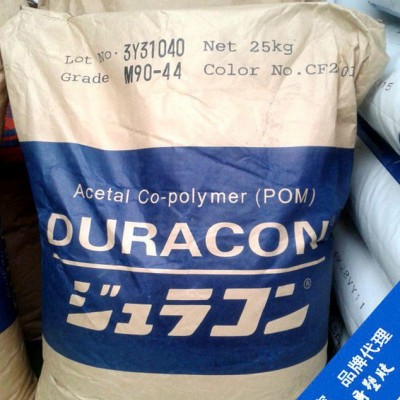 Lot No. 3Y31040 Net 25kg
Grade M90-44 Color No.CF2001
Acetal Co-polymer (POM)
DURACON
ジュラコン®
品牌代理